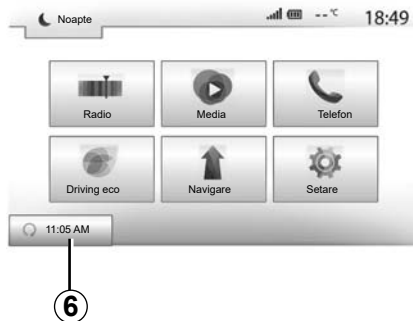 Noapte
--°C 18:49
Radio Media Telefon
Driving eco Navigare Setare
11:05 AM
6